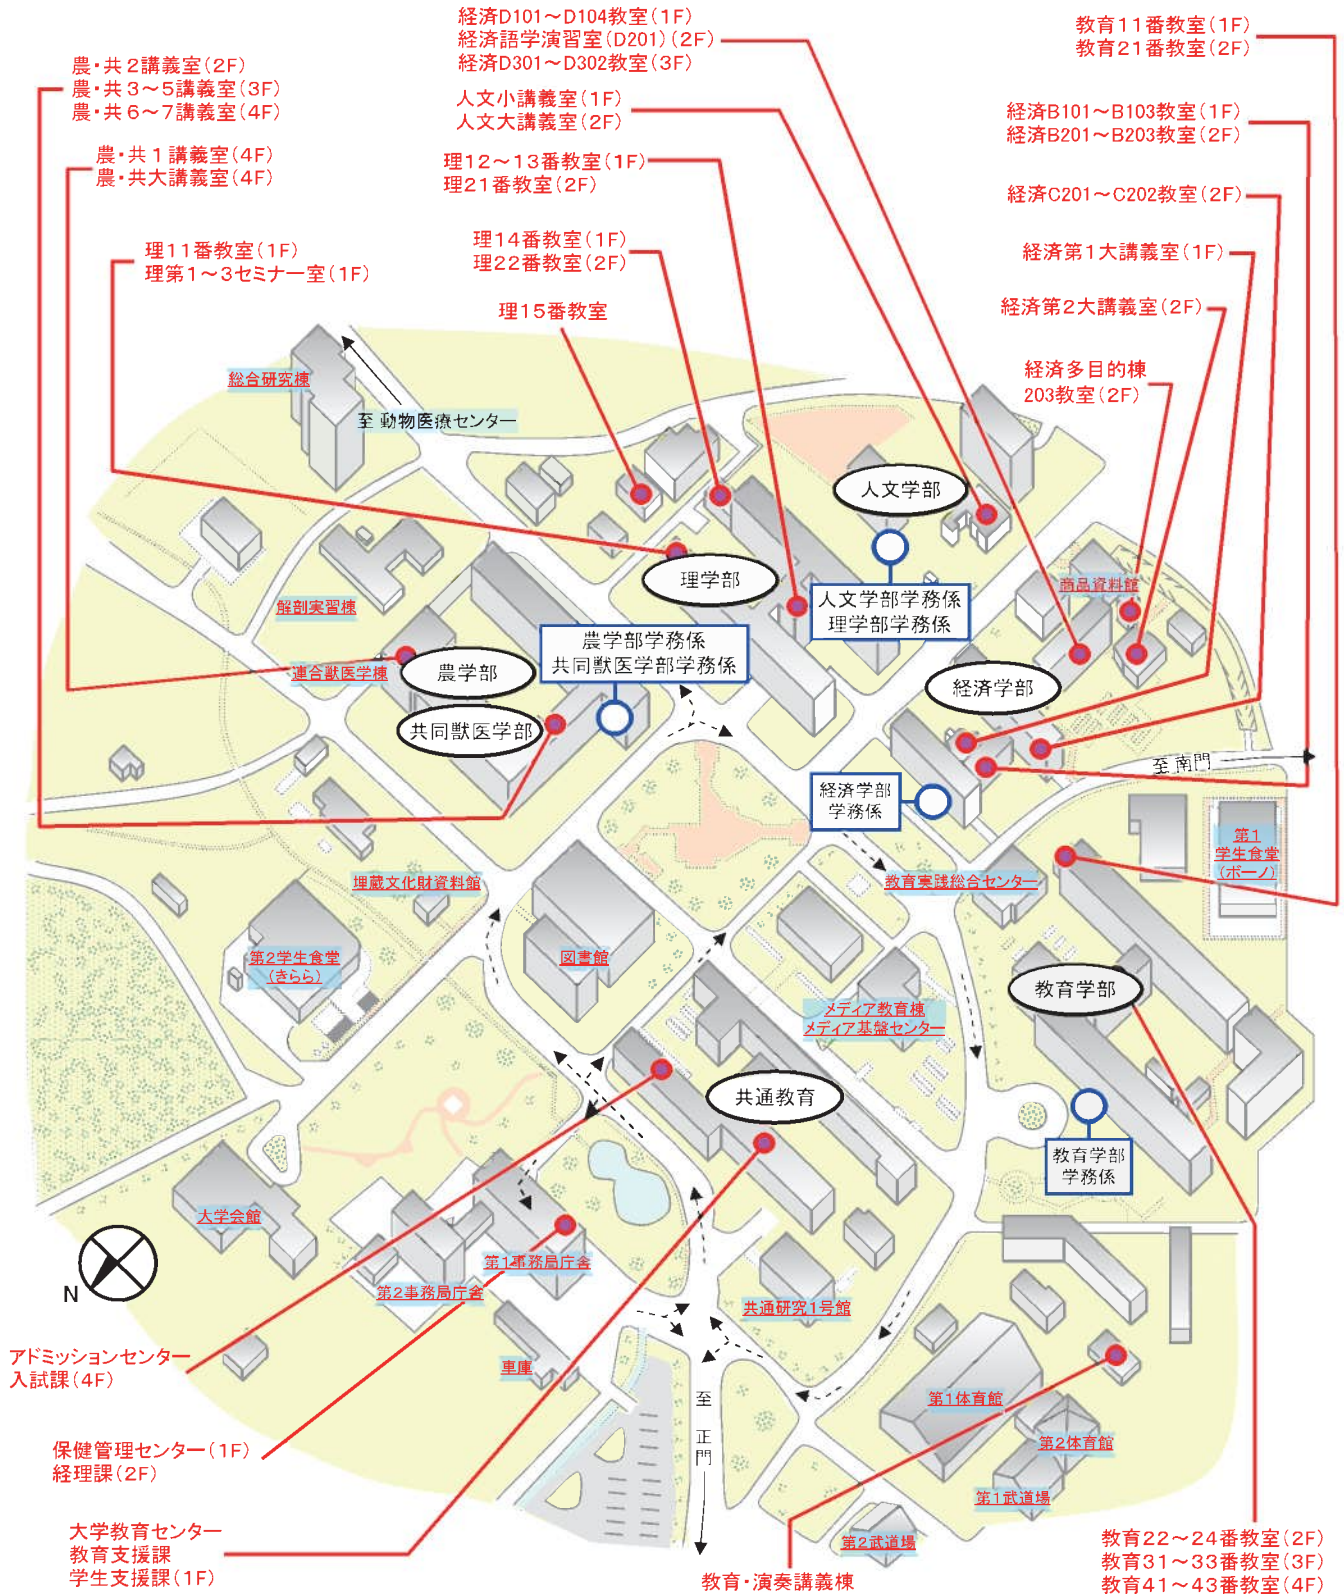 経済D101～D104教室(1F)
経済語学演習室(D201)(2F)
経済D301～D302教室(3F)
教育11番教室(1F)
教育21番教室(2F)
農・共2講義室(2F)
農・共3～5講義室(3F)
農・共6～7講義室(4F)
人文小講義室(1F)
人文大講義室(2F)
経済B101～B103教室(1F)
経済B201～B203教室(2F)
農・共1講義室(4F)
農・共大講義室(4F)
理12～13番教室(1F)
理21番教室(2F)
経済C201～C202教室(2F)
理11番教室(1F)
理第1～3セミナー室(1F)
理14番教室(1F)
理22番教室(2F)
経済第1大講義室(1F)
理15番教室
経済第2大講義室(2F)
経済多目的棟
203教室(2F)
総合研究棟
至 動物医療センター
人文学部
理学部
商品資料館
解剖実習棟
人文学部学務係
理学部学務係
農学部学務係
共同獣医学部学務係
連合獣医学棟
農学部
経済学部
共同獣医学部
至 南門
経済学部
学務係
第1
学生食堂
(ボーノ)
埋蔵文化財資料館
教育実践総合センター
第2学生食堂
(きらら)
図書館
教育学部
メディア教育棟
メディア基盤センター
共通教育
教育学部
学務係
大学会館
第1事務局庁舎
第2事務局庁舎
N
共通研究1号館
アドミッションセンター
入試課(4F)
車庫
至 正門
第1体育館
第2体育館
保健管理センター(1F)
経理課(2F)
第1武道場
大学教育センター
教育支援課
学生支援課(1F)
第2武道場
教育・演奏講義棟
教育22～24番教室(2F)
教育31～33番教室(3F)
教育41～43番教室(4F)